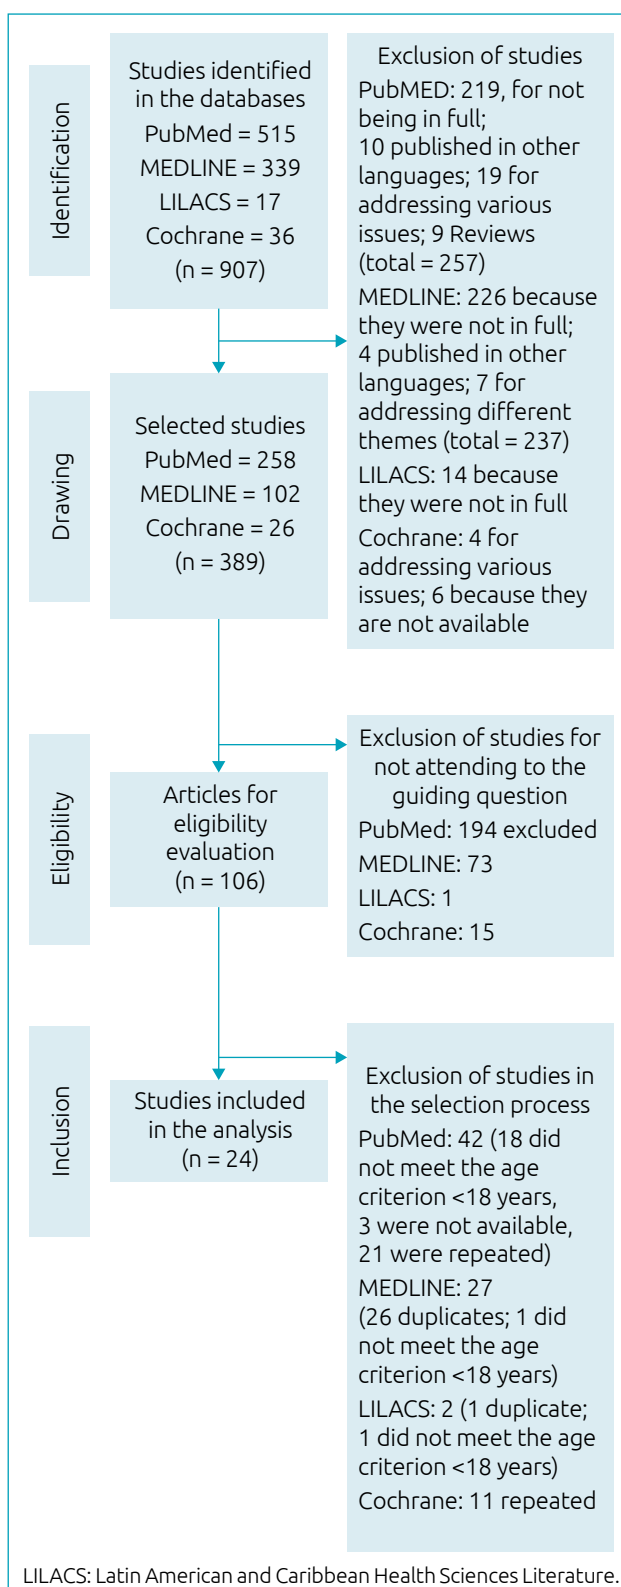 Identification
Studies identified
in the databases
PubMed = 515
MEDLINE = 339
LILACS = 17
Cochrane = 36
(n = 907)
Exclusion of studies
PubMED: 219, for not
being in full;
10 published in other
languages; 19 for
addressing various
issues; 9 Reviews
(total = 257)
MEDLINE: 226 because
they were not in full;
4 published in other
languages; 7 for
addressing different
themes (total = 237)
LILACS: 14 because
they were not in full
Cochrane: 4 for
addressing various
issues; 6 because they
are not available
Drawing
Selected studies
PubMed = 258
MEDLINE = 102
Cochrane = 26
(n = 389)
Eligibility
Articles for
eligibility
evaluation
(n = 106)
Exclusion of studies for
not attending to the
guiding question
PubMed: 194 excluded
MEDLINE: 73
LILACS: 1
Cochrane: 15
Inclusion
Studies included
in the analysis
(n = 24)
Exclusion of studies in
the selection process
PubMed: 42 (18 did
not meet the age
criterion <18 years,
3 were not available,
21 were repeated)
MEDLINE: 27
(26 duplicates; 1 did
not meet the age
criterion <18 years)
LILACS: 2 (1 duplicate;
1 did not meet the age
criterion <18 years)
Cochrane: 11 repeated
LILACS: Latin American and Caribbean Health Sciences Literature.